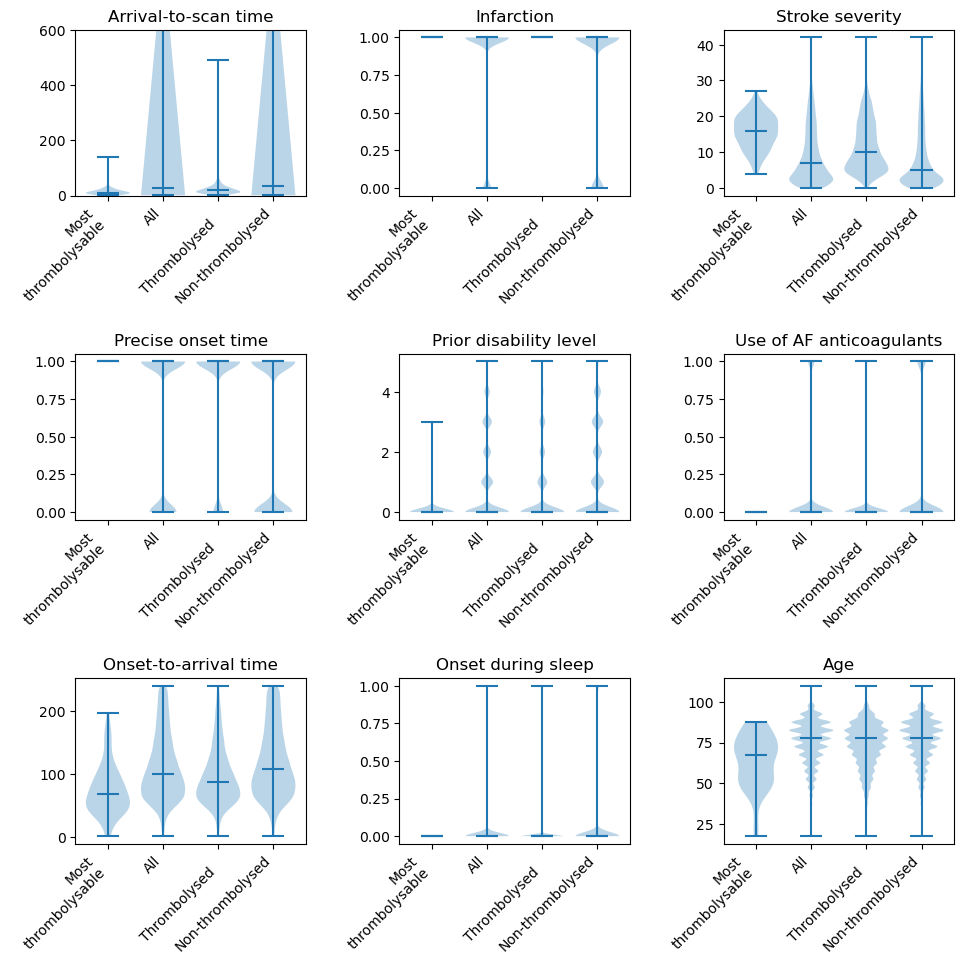 Arrival-to-scan time
600
400
200
0
Most
thrombolysable
All
Thrombolysed
Non-thrombolysed
Infarction
1.00
0.75
0.50
0.25
0.00
Most
thrombolysable
All
Thrombolysed
Non-thrombolysed
Stroke severity
40
30
20
10
0
Most
thrombolysable
All
Thrombolysed
Non-thrombolysed
Precise onset time
1.00
0.75
0.50
0.25
0.00
Most
thrombolysable
All
Thrombolysed
Non-thrombolysed
Prior disability level
4
2
0
Most
thrombolysable
All
Thrombolysed
Non-thrombolysed
Use of AF anticoagulants
1.00
0.75
0.50
0.25
0.00
Most
thrombolysable
All
Thrombolysed
Non-thrombolysed
Onset-to-arrival time
200
100
0
Most
thrombolysable
All
Thrombolysed
Non-thrombolysed
Onset during sleep
1.00
0.75
0.50
0.25
0.00
Most
thrombolysable
All
Thrombolysed
Non-thrombolysed
Age
100
75
50
25
Most
thrombolysable
All
Thrombolysed
Non-thrombolysed